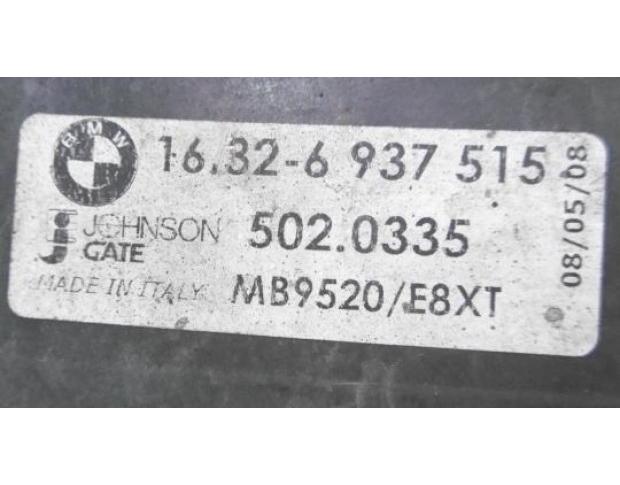 BMW
16.32-6 937 515
JOHNSON
GATE
502.0335
MADE IN ITALY
MB9520/E8XT
08/05/08